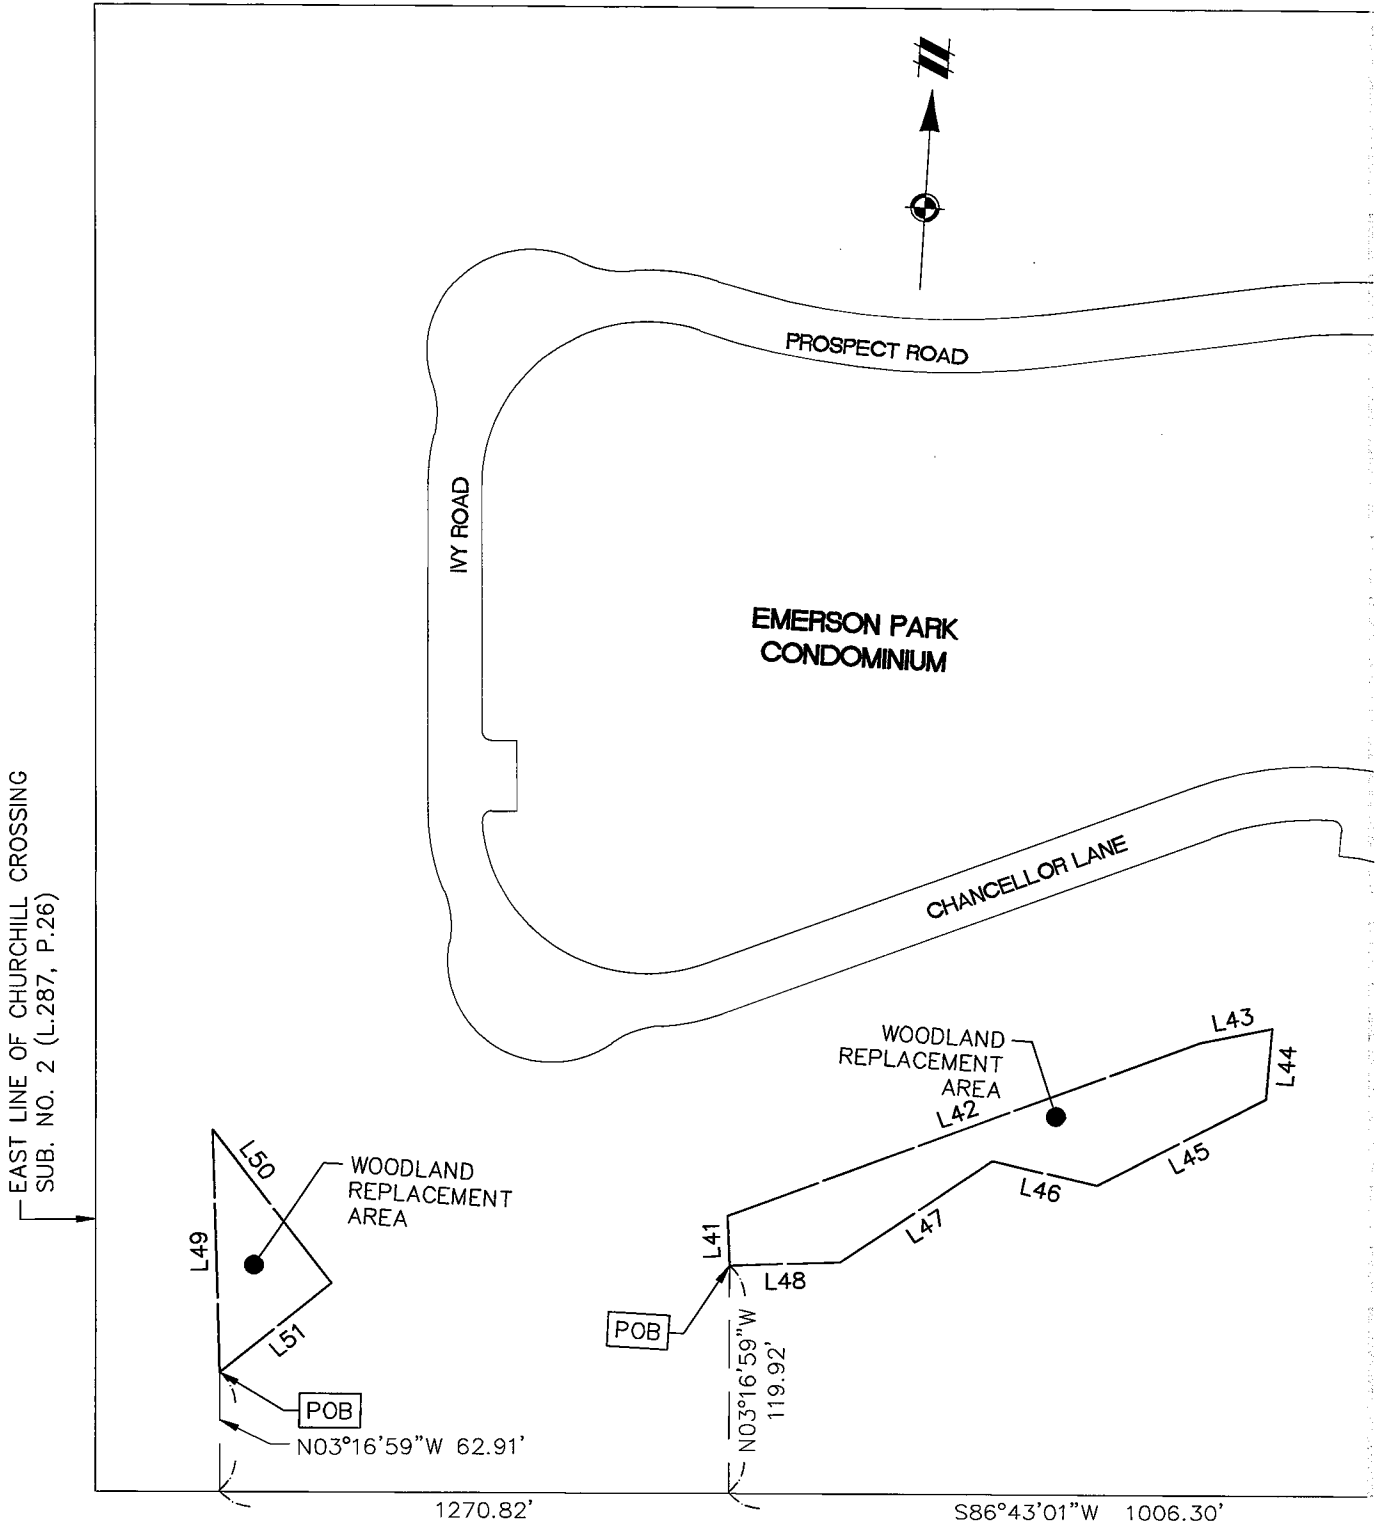 PROSPECT ROAD
IVY ROAD
EMERSON PARK
CONDOMINIUM
EAST LINE OF CHURCHILL CROSSING
SUB. NO. 2 (L.287, P.26)
CHANCELLOR LANE
WOODLAND
REPLACEMENT
AREA
L43
L44
L42
L45
L46
L47
L41
L48
POB
N03°16'59"W
119.92'
L50
WOODLAND
REPLACEMENT
AREA
L49
L51
POB
N03°16'59"W 62.91'
1270.82'
S86°43'01"W 1006.30'